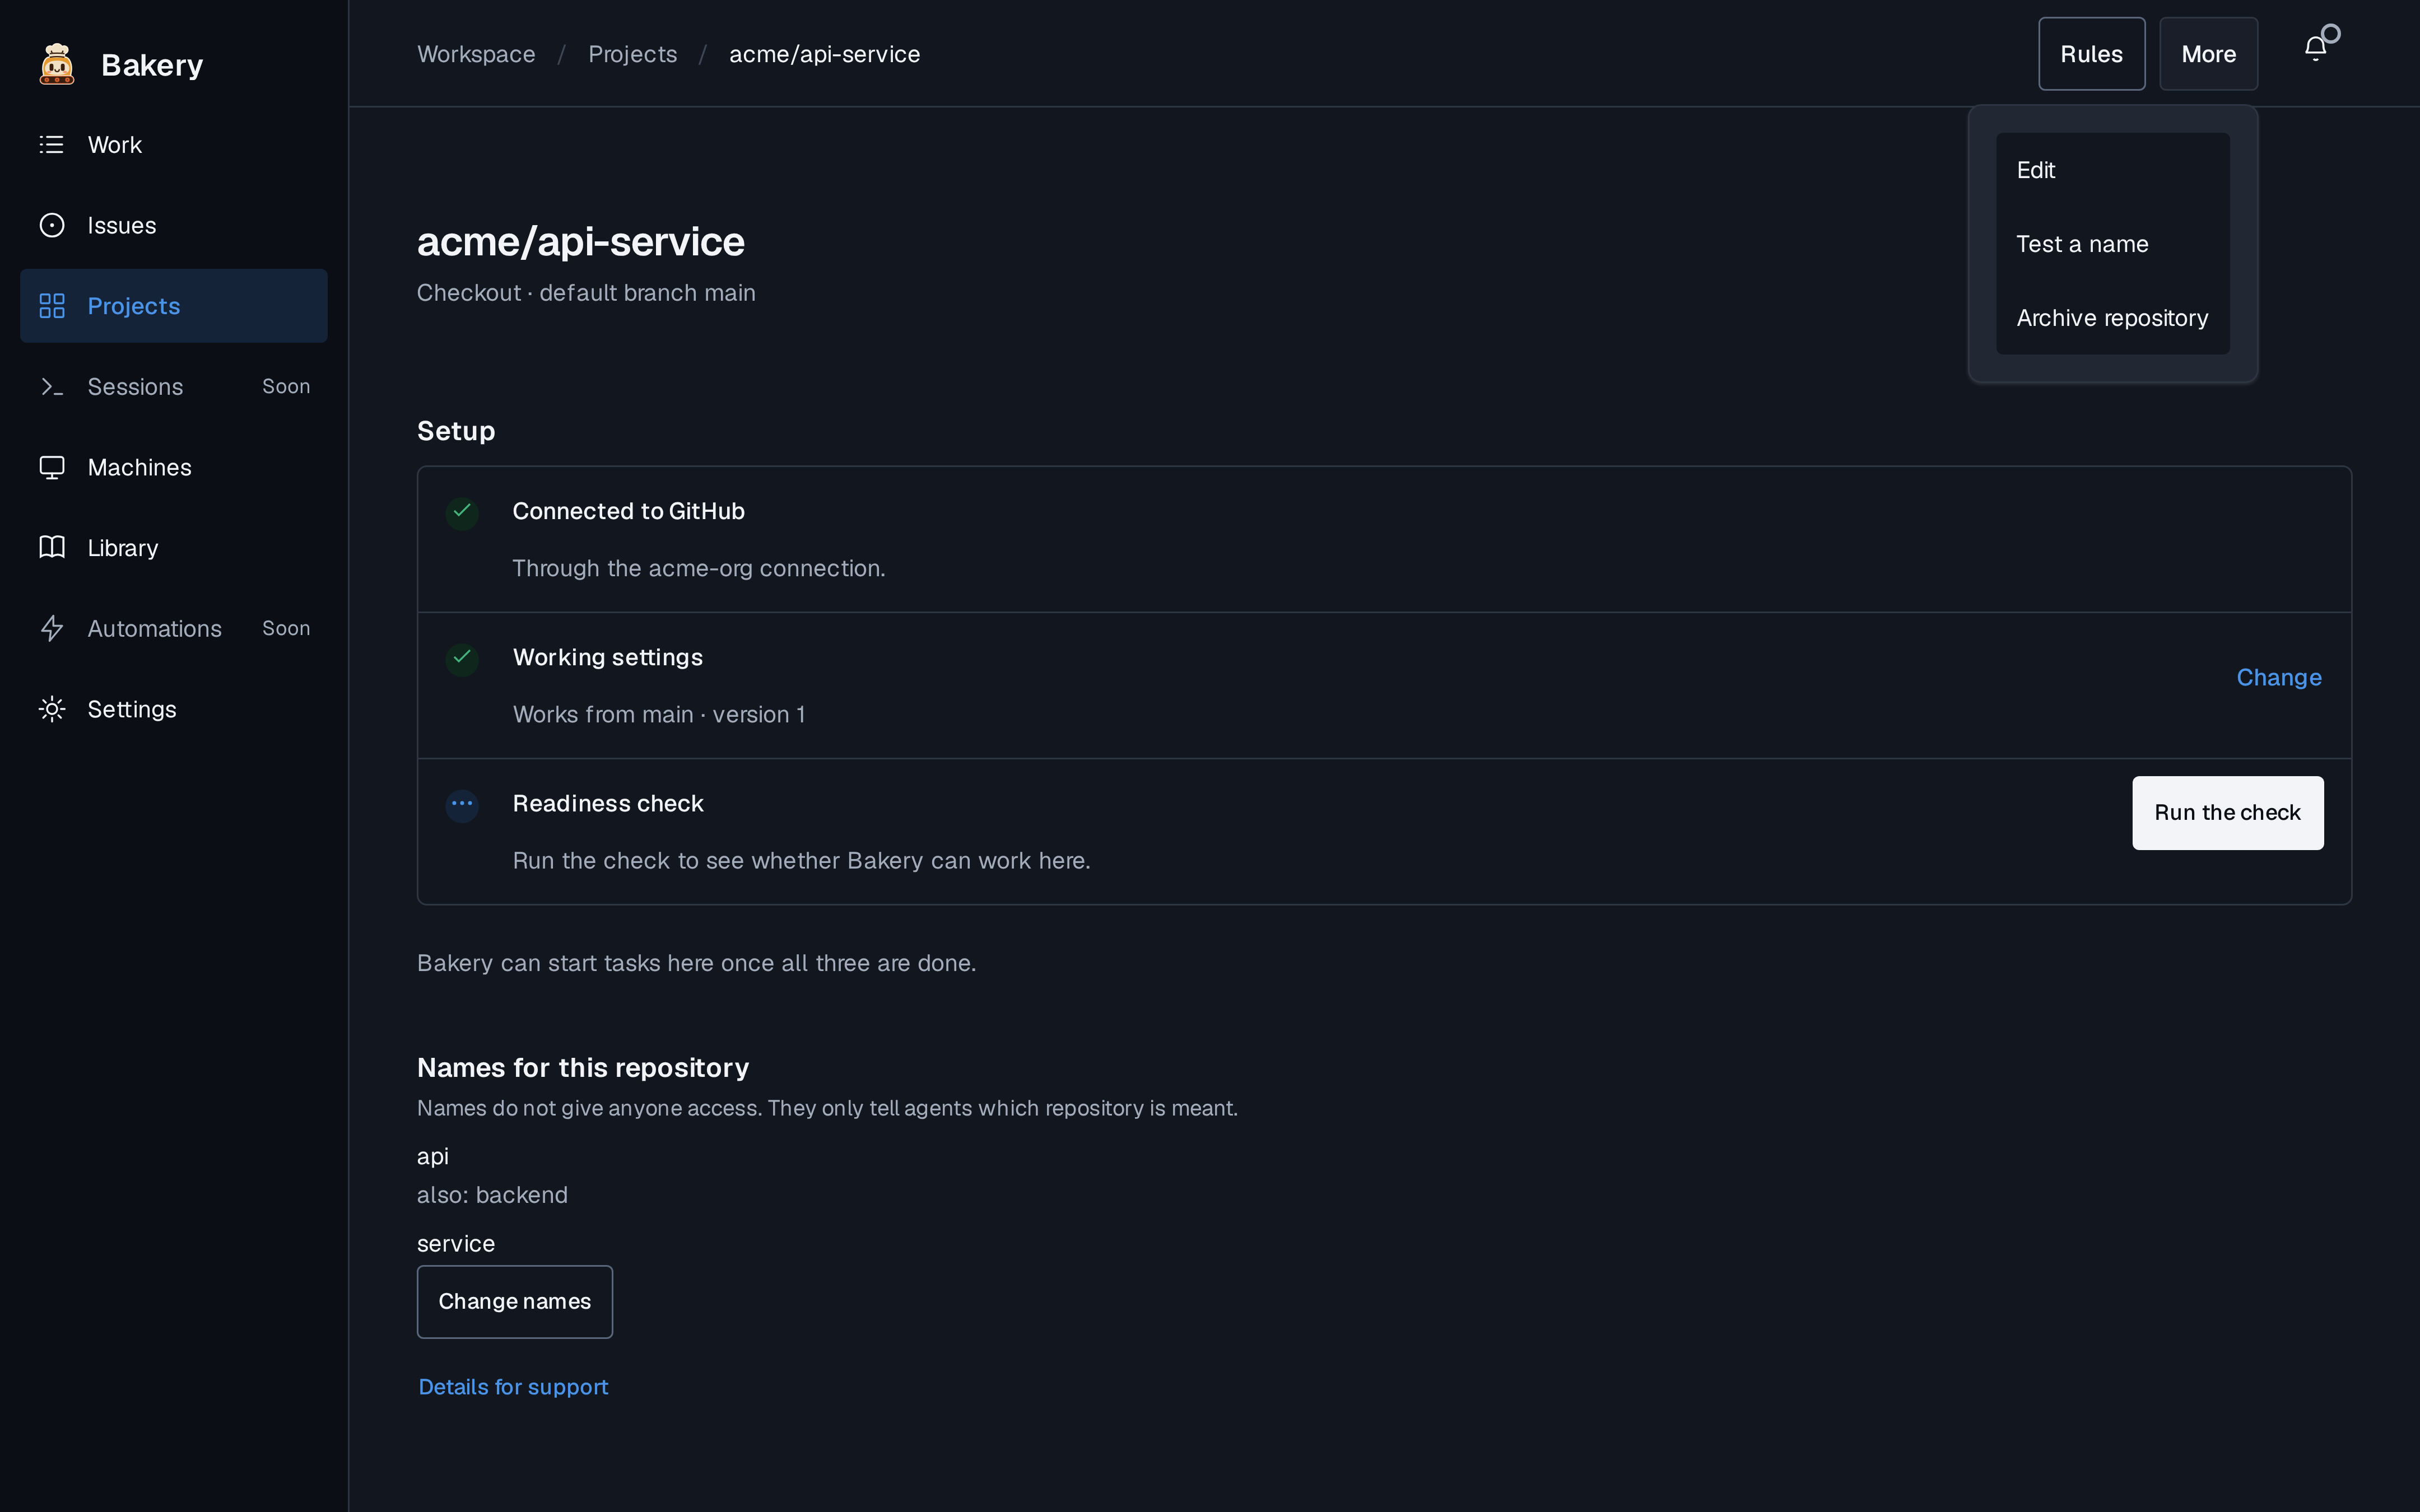 Bakery
Work
Issues
Projects
Sessions Soon
Machines
Library
Automations Soon
Settings
Workspace / Projects / acme/api-service
Rules
More
Edit
Test a name
Archive repository
acme/api-service
Checkout · default branch main
Setup
Connected to GitHub
Through the acme-org connection.
Working settings
Works from main · version 1
Change
Readiness check
Run the check to see whether Bakery can work here.
Run the check
Bakery can start tasks here once all three are done.
Names for this repository
Names do not give anyone access. They only tell agents which repository is meant.
api
also: backend
service
Change names
Details for support